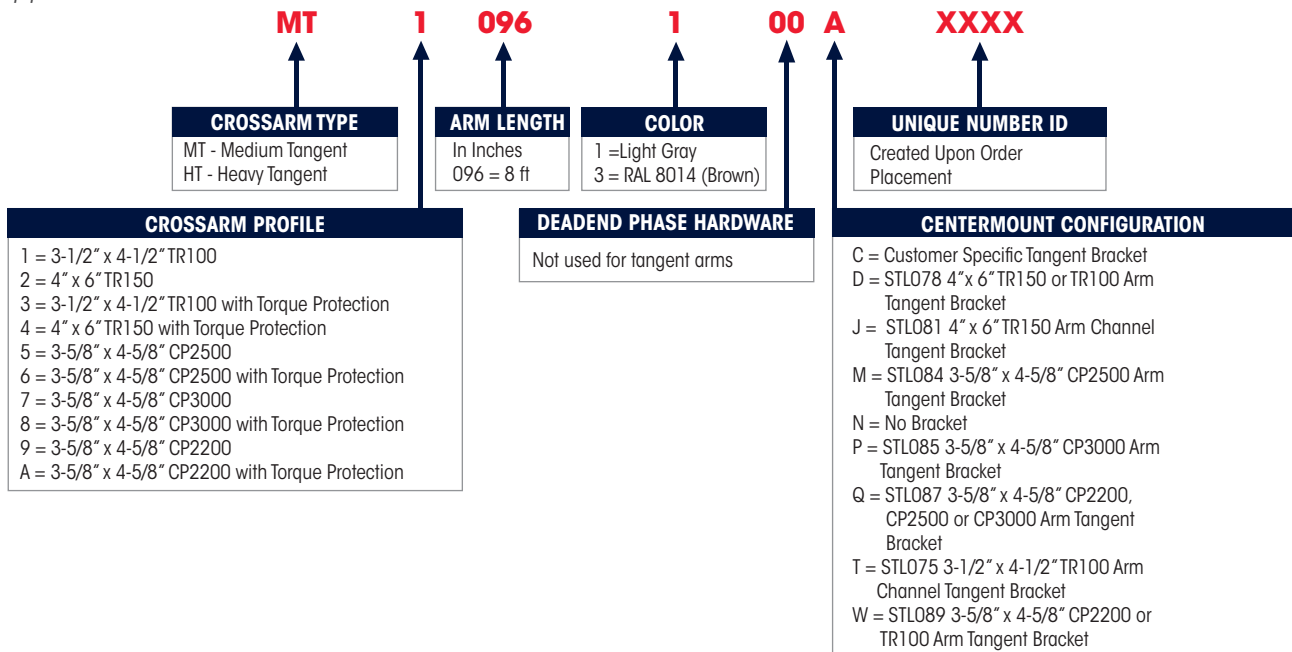 MT 1 096 1 00 A XXXX
CROSSARM TYPE
MT - Medium Tangent
HT - Heavy Tangent
ARM LENGTH
In Inches
096 = 8 ft
COLOR
1 =Light Gray
3 = RAL 8014 (Brown)
UNIQUE NUMBER ID
Created Upon Order
Placement
CROSSARM PROFILE
1 = 3-1/2” x 4-1/2” TR100
2 = 4” x 6” TR150
3 = 3-1/2” x 4-1/2” TR100 with Torque Protection
4 = 4” x 6” TR150 with Torque Protection
5 = 3-5/8” x 4-5/8” CP2500
6 = 3-5/8” x 4-5/8” CP2500 with Torque Protection
7 = 3-5/8” x 4-5/8” CP3000
8 = 3-5/8” x 4-5/8” CP3000 with Torque Protection
9 = 3-5/8” x 4-5/8” CP2200
A = 3-5/8” x 4-5/8” CP2200 with Torque Protection
DEADEND PHASE HARDWARE
Not used for tangent arms
CENTERMOUNT CONFIGURATION
C = Customer Specific Tangent Bracket
D = STL078 4”x 6” TR150 or TR100 Arm
Tangent Bracket
J = STL081 4” x 6” TR150 Arm Channel
Tangent Bracket
M = STL084 3-5/8” x 4-5/8” CP2500 Arm
Tangent Bracket
N = No Bracket
P = STL085 3-5/8” x 4-5/8” CP3000 Arm
Tangent Bracket
Q = STL087 3-5/8” x 4-5/8” CP2200,
CP2500 or CP3000 Arm Tangent
Bracket
T = STL075 3-1/2” x 4-1/2” TR100 Arm
Channel Tangent Bracket
W = STL089 3-5/8” x 4-5/8” CP2200 or
TR100 Arm Tangent Bracket